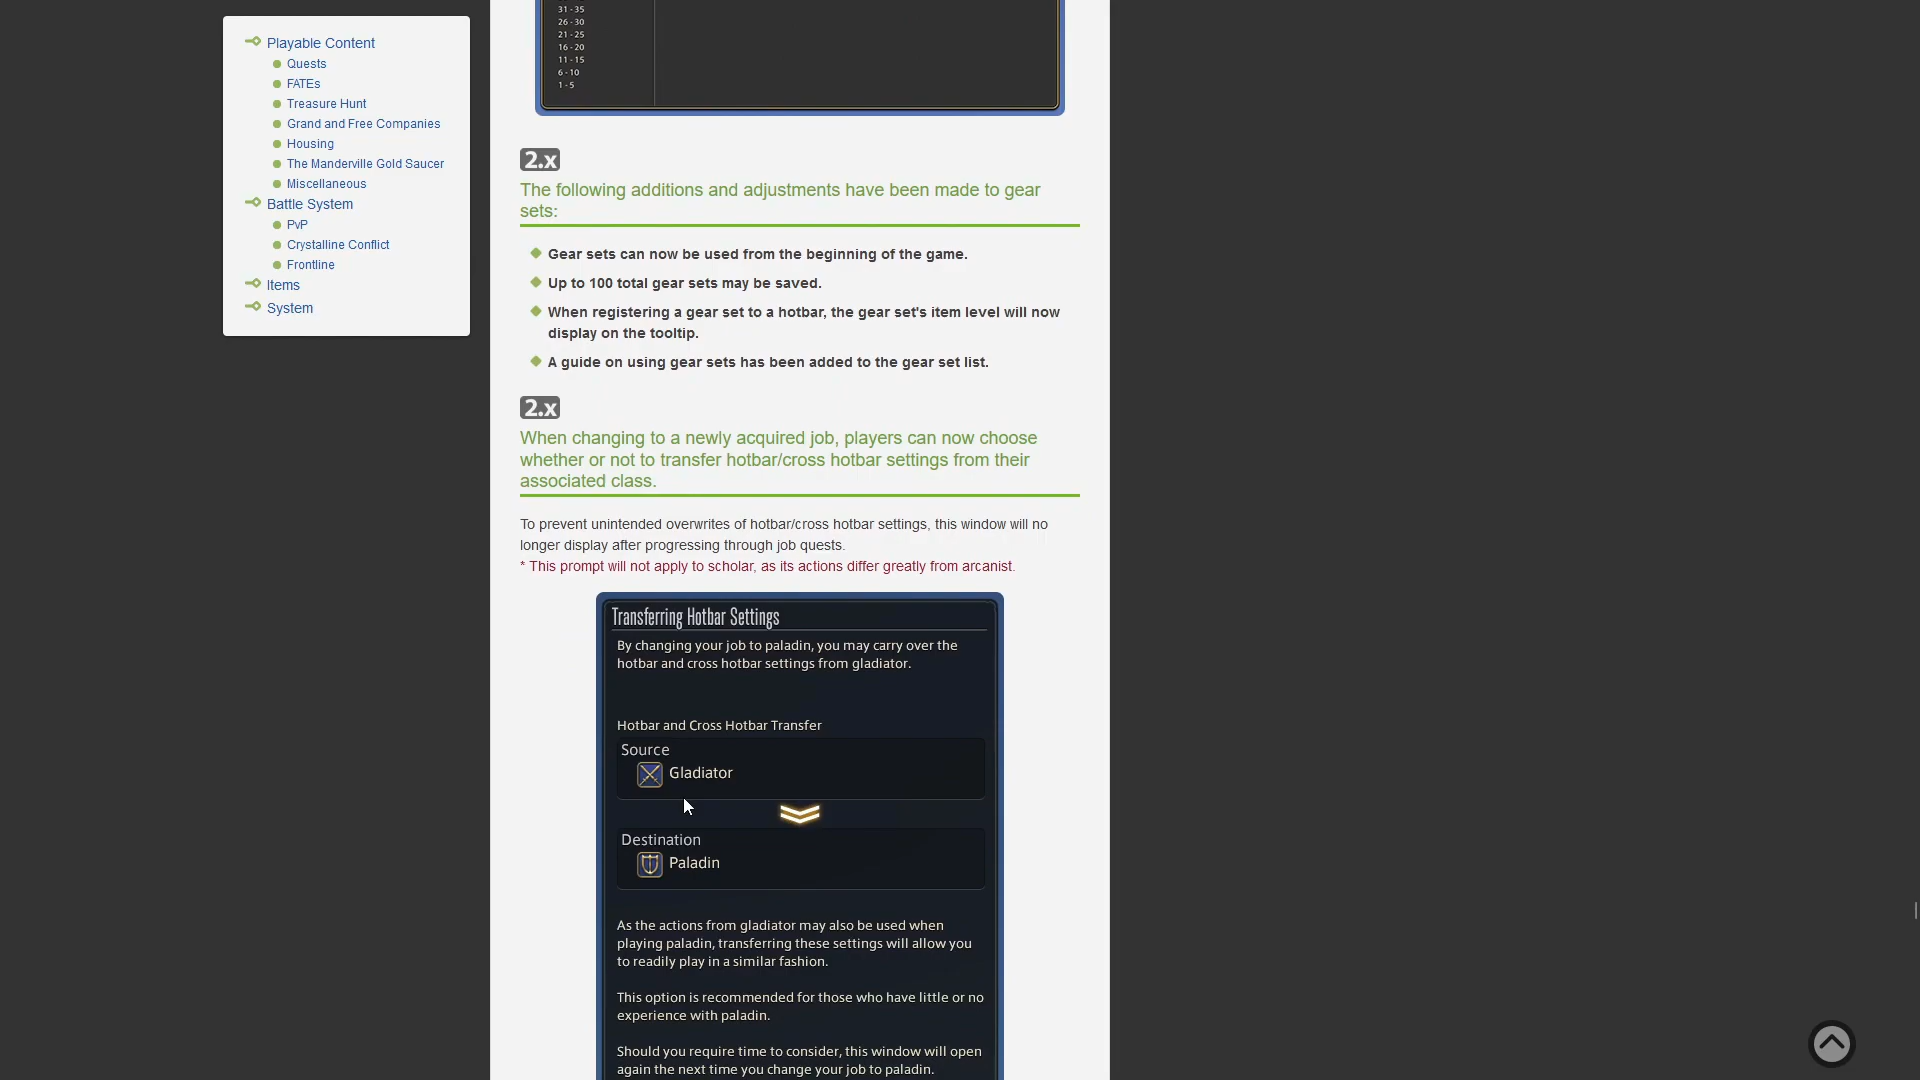 Playable Content
Quests
FATEs
Treasure Hunt
Grand and Free Companies
Housing
The Manderville Gold Saucer
Miscellaneous
Battle System
PvP
Crystalline Conflict
Frontline
Items
System
31-35
26-30
21-25
16-20
11-15
6-10
1-5
2.x
The following additions and adjustments have been made to gear
sets:
Gear sets can now be used from the beginning of the game.
Up to 100 total gear sets may be saved.
When registering a gear set to a hotbar, the gear set's item level will now
display on the tooltip.
A guide on using gear sets has been added to the gear set list.
2.x
When changing to a newly acquired job, players can now choose
whether or not to transfer hotbar/cross hotbar settings from their
associated class.
To prevent unintended overwrites of hotbar/cross hotbar settings, this window will no
longer display after progressing through job quests.
* This prompt will not apply to scholar, as its actions differ greatly from arcanist.
Transferring Hotbar Settings
By changing your job to paladin, you may carry over the
hotbar and cross hotbar settings from gladiator.
Hotbar and Cross Hotbar Transfer
Source
Gladiator
Destination
Paladin
As the actions from gladiator may also be used when
playing paladin, transferring these settings will allow you
to readily play in a similar fashion.
This option is recommended for those who have little or no
experience with paladin.
Should you require time to consider, this window will open
again the next time you change your job to paladin.